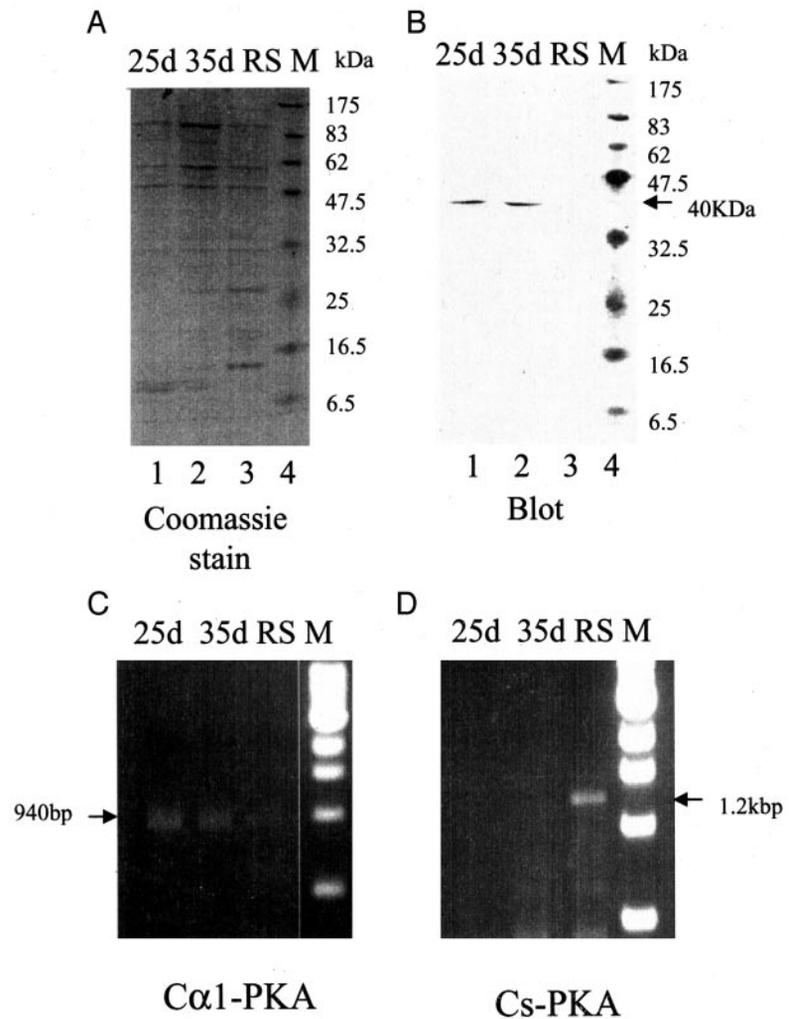 A
25d 35d RS M kDa
175
83
62
47.5
32.5
25
16.5
6.5
1 2 3 4
Coomassie
stain
B
25d 35d RS M kDa
175
83
62
47.5
40KDa
32.5
25
16.5
6.5
1 2 3 4
Blot
C
25d 35d RS M
940bp
Cα1-PKA
D
25d 35d RS M
1.2kbp
Cs-PKA